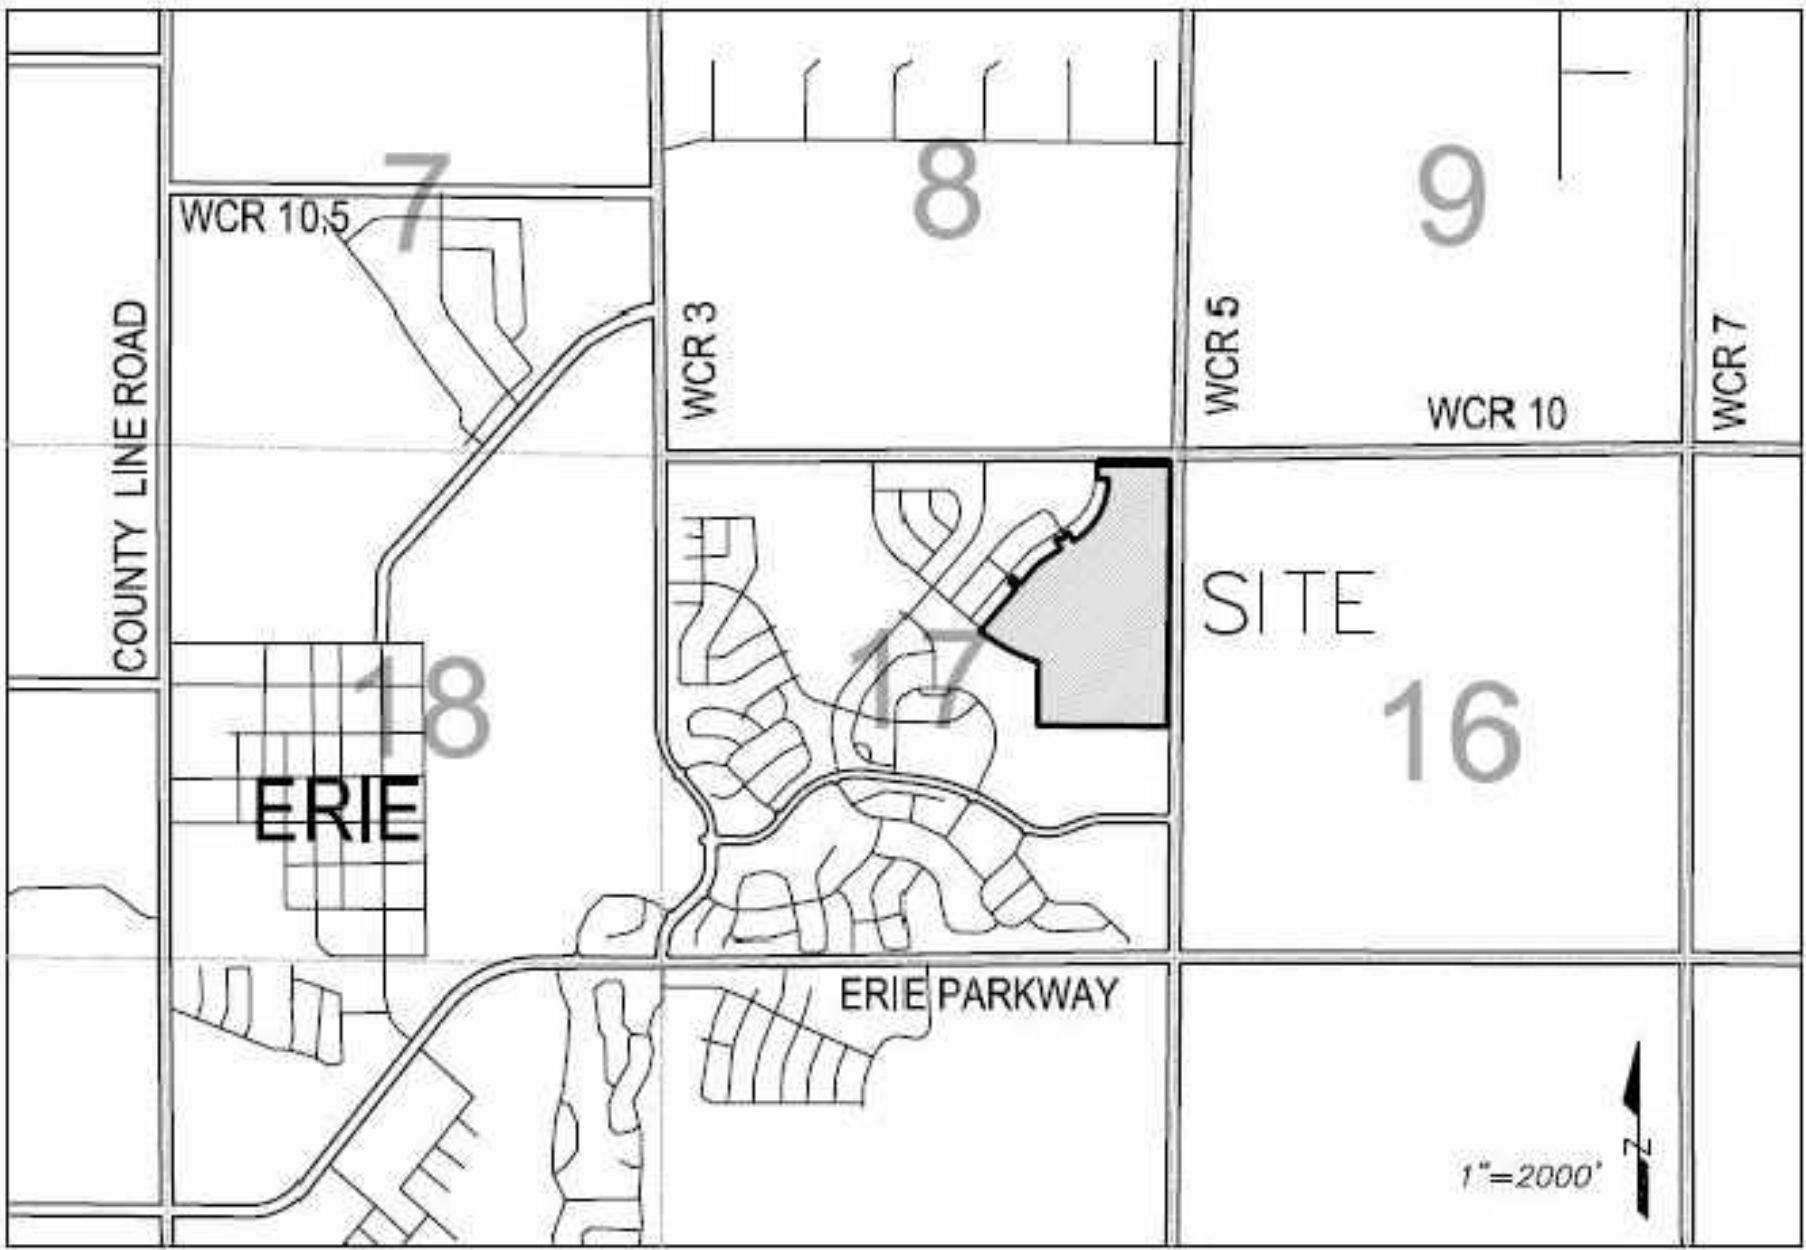 7
8
9
WCR 10.5
COUNTY LINE ROAD
WCR 3
WCR 5
WCR 7
WCR 10
SITE
18
17
16
ERIE
ERIE PARKWAY
1"=2000'
N